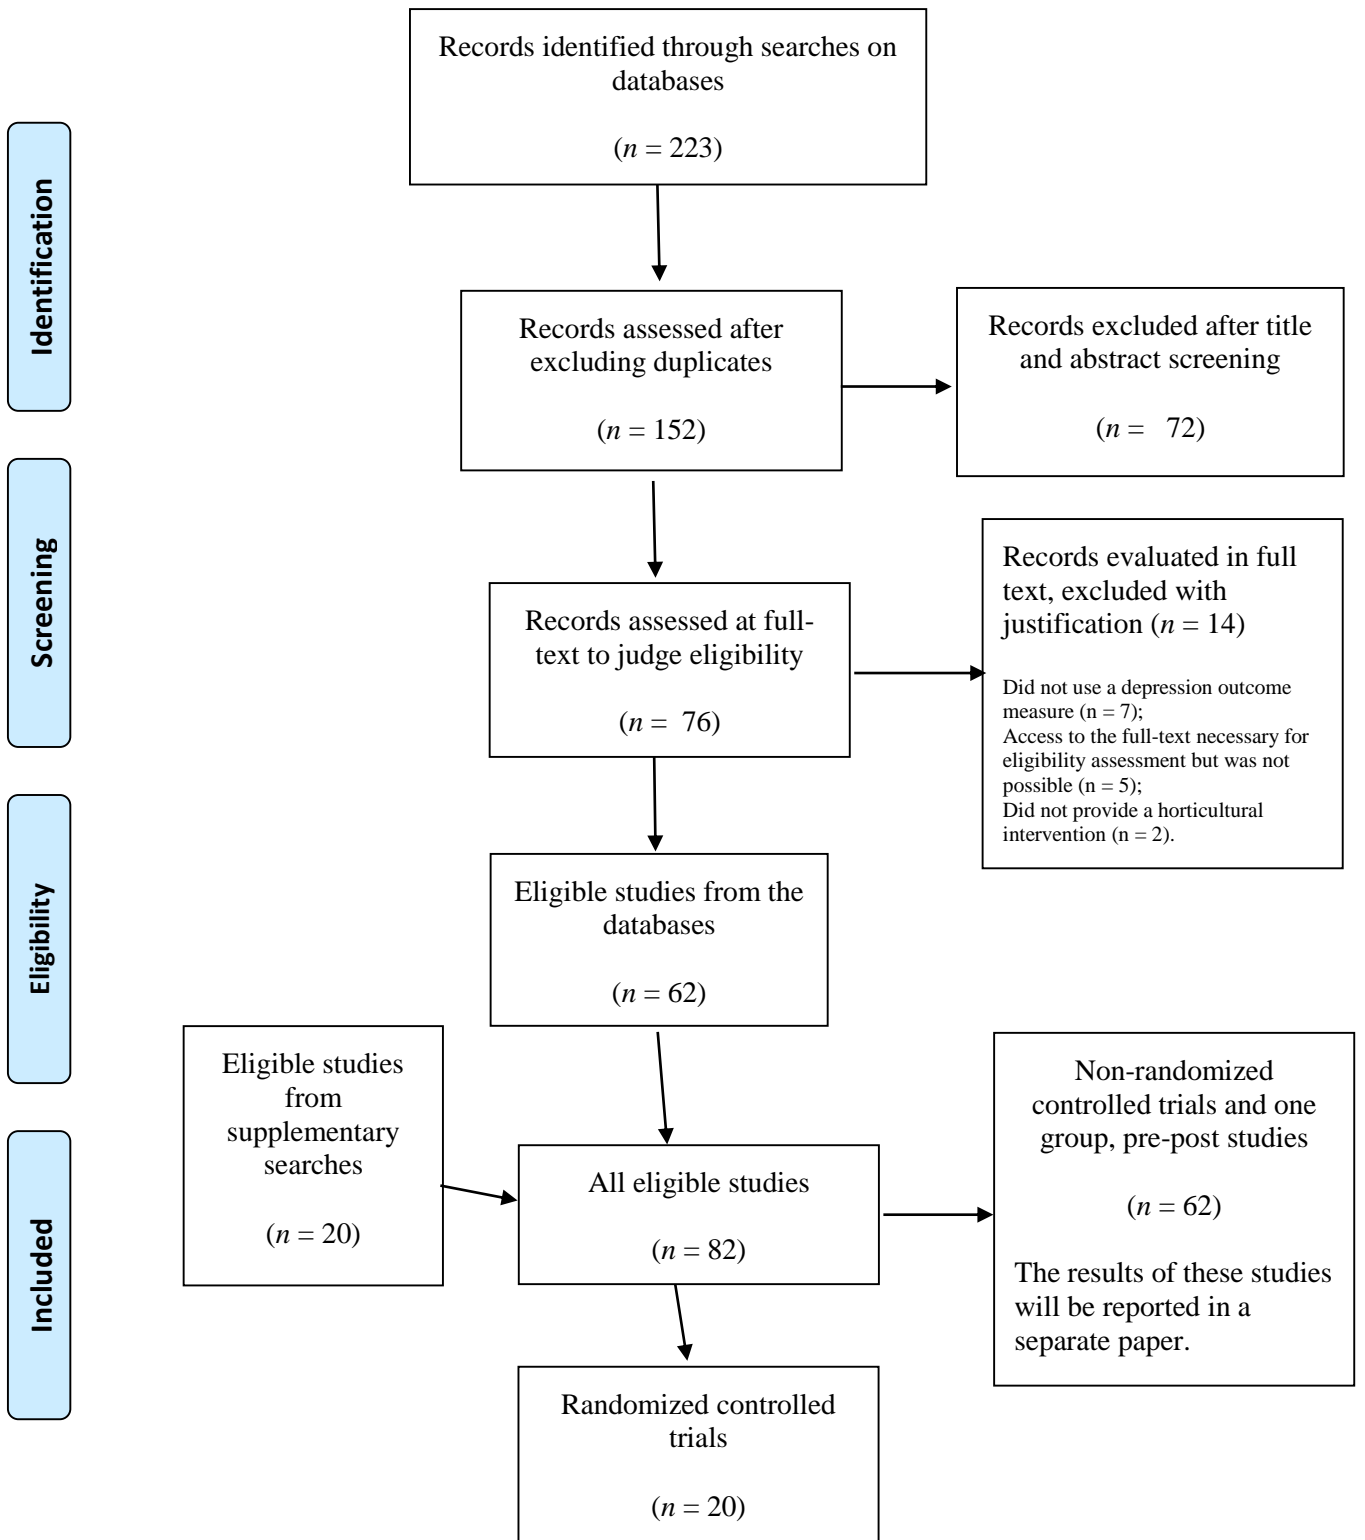 Records identified through searches on
databases
(n = 223)
Identification
Records assessed after
excluding duplicates
(n = 152)
Records excluded after title
and abstract screening
(n =   72)
Screening
Records assessed at full-
text to judge eligibility
(n =  76)
Records evaluated in full
text, excluded with
justification (n = 14)
Did not use a depression outcome
measure (n = 7);
Access to the full-text necessary for
eligibility assessment but was not
possible (n = 5);
Did not provide a horticultural
intervention (n = 2).
Eligibility
Eligible studies from the
databases
(n = 62)
Eligible studies
from
supplementary
searches
(n = 20)
All eligible studies
(n = 82)
Non-randomized
controlled trials and one
group, pre-post studies
(n = 62)
The results of these studies
will be reported in a
separate paper.
Included
Randomized controlled
trials
(n = 20)